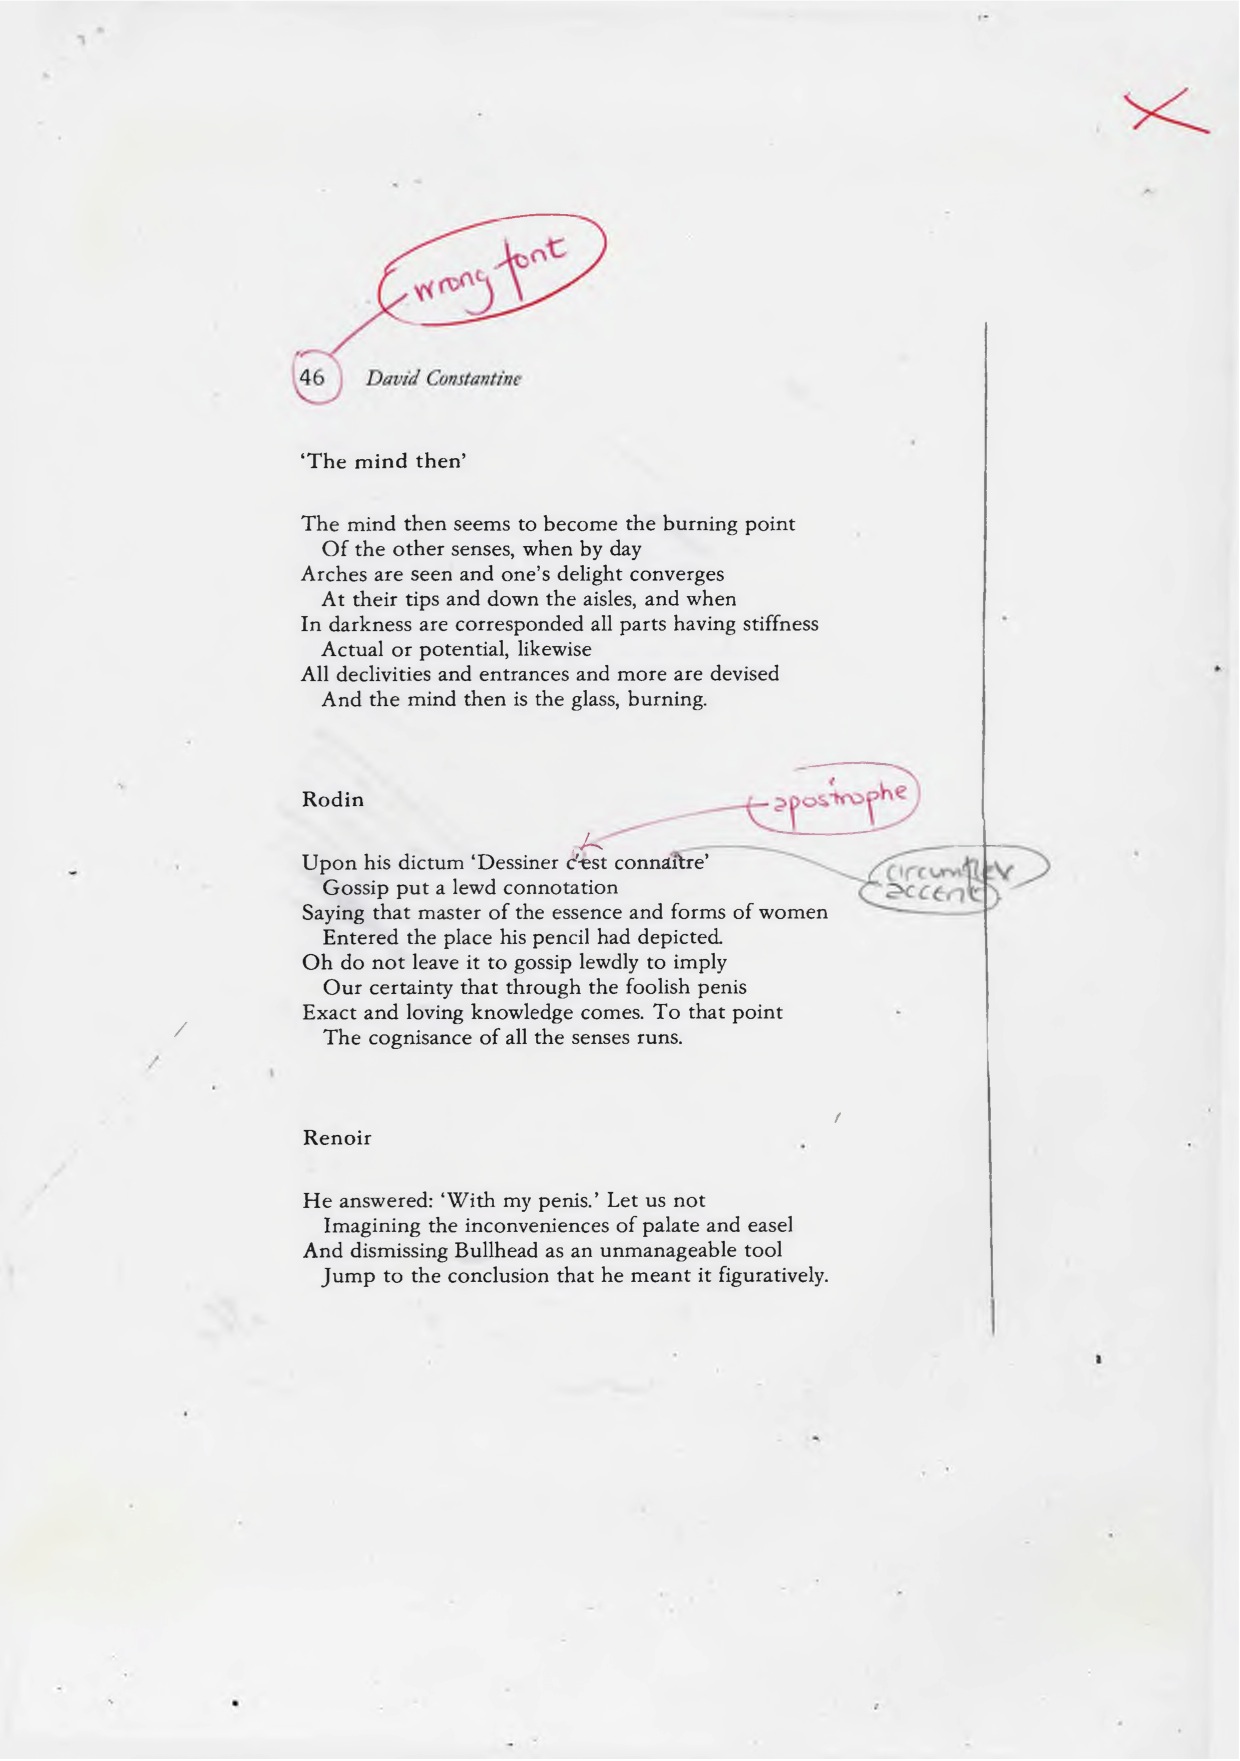 wrong font
46 David Constantine
‘The mind then’
The mind then seems to become the burning point
Of the other senses, when by day
Arches are seen and one’s delight converges
At their tips and down the aisles, and when
In darkness are corresponded all parts having stiffness
Actual or potential, likewise
All declivities and entrances and more are devised
And the mind then is the glass, burning.
apostrophe
Rodin
Upon his dictum ‘Dessiner c'est connaître’
circumflex
accent
Gossip put a lewd connotation
Saying that master of the essence and forms of women
Entered the place his pencil had depicted.
Oh do not leave it to gossip lewdly to imply
Our certainty that through the foolish penis
Exact and loving knowledge comes. To that point
The cognisance of all the senses runs.
Renoir
He answered: ‘With my penis.’ Let us not
Imagining the inconveniences of palate and easel
And dismissing Bullhead as an unmanageable tool
Jump to the conclusion that he meant it figuratively.